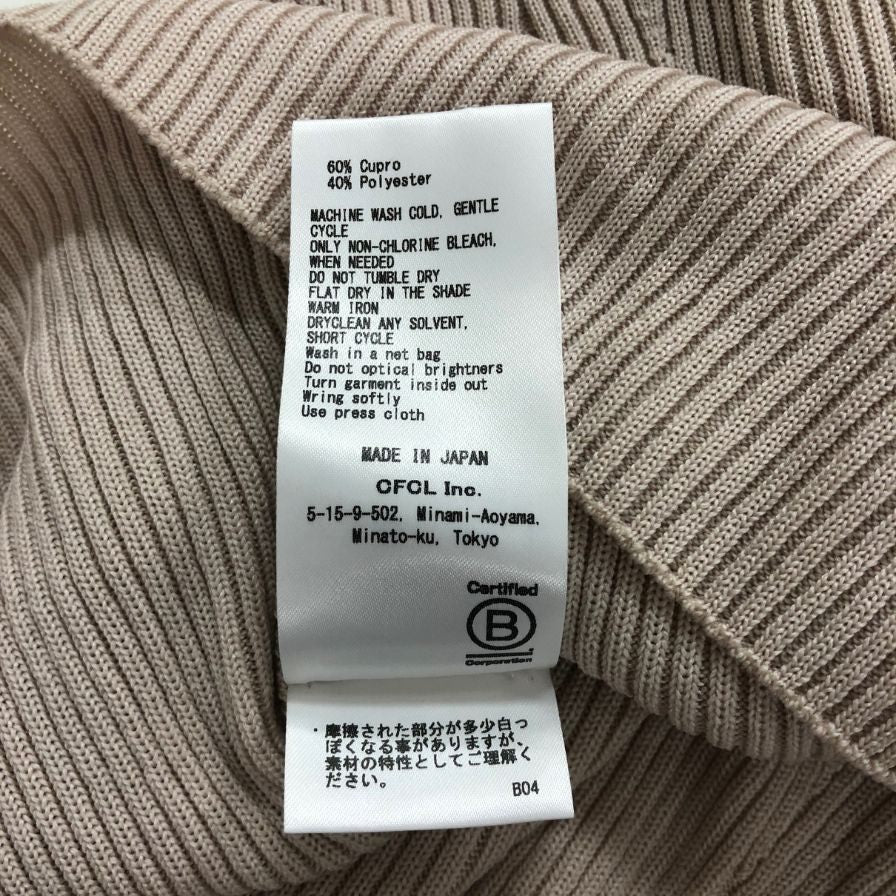 60% Cupro
40% Polyester
MACHINE WASH COLD, GENTLE
CYCLE
ONLY NON-CHLORINE BLEACH,
WHEN NEEDED
DO NOT TUMBLE DRY
FLAT DRY IN THE SHADE
WARM IRON
DRYCLEAN ANY SOLVENT,
SHORT CYCLE
Wash in a net bag
Do not optical brightners
Turn garment inside out
Wring softly
Use press cloth
MADE IN JAPAN
CFCL Inc.
5-15-9-502, Minami-Aoyama,
Minato-ku, Tokyo
Certified
B
Corporation
・摩擦された部分が多少白っ
ぽくなる事がありますが、
素材の特性としてご理解く
ださい。
B04